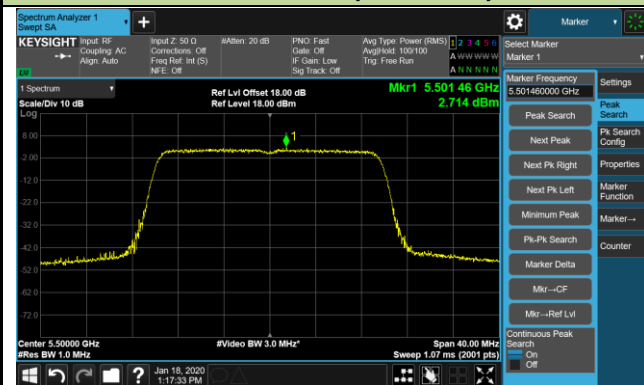 Spectrum Analyzer 1
Swept SA
Marker
KEYSIGHT
Input: RF
Coupling: AC
Align: Auto
Input Z: 50 Ω
Corrections: Off
Freq Ref: Int (S)
NFE: Off
#Atten: 20 dB
PNO: Fast
Gate: Off
IF Gain: Low
Sig Track: Off
Avg Type: Power (RMS)
Avg|Hold: 100/100
Trig: Free Run
1 2 3 4 5 6
A W W W W W
A N N N N N
Select Marker
Marker 1
LVI
1 Spectrum
Scale/Div 10 dB
Log
Ref Lvl Offset 18.00 dB
Ref Level 18.00 dBm
Mkr1 5.501 46 GHz
2.714 dBm
8.00
-2.00
-12.0
-22.0
-32.0
-42.0
-52.0
-62.0
-72.0
1
Center 5.50000 GHz
#Res BW 1.0 MHz
#Video BW 3.0 MHz*
Span 40.00 MHz
Sweep 1.07 ms (2001 pts)
Marker Frequency
5.501460000 GHz
Peak Search
Next Peak
Next Pk Right
Next Pk Left
Minimum Peak
Pk-Pk Search
Marker Delta
Mkr→CF
Mkr→Ref Lvl
Continuous Peak
Search
On
Off
Settings
Peak
Search
Pk Search
Config
Properties
Marker
Function
Marker→
Counter
Jan 18, 2020
1:17:33 PM